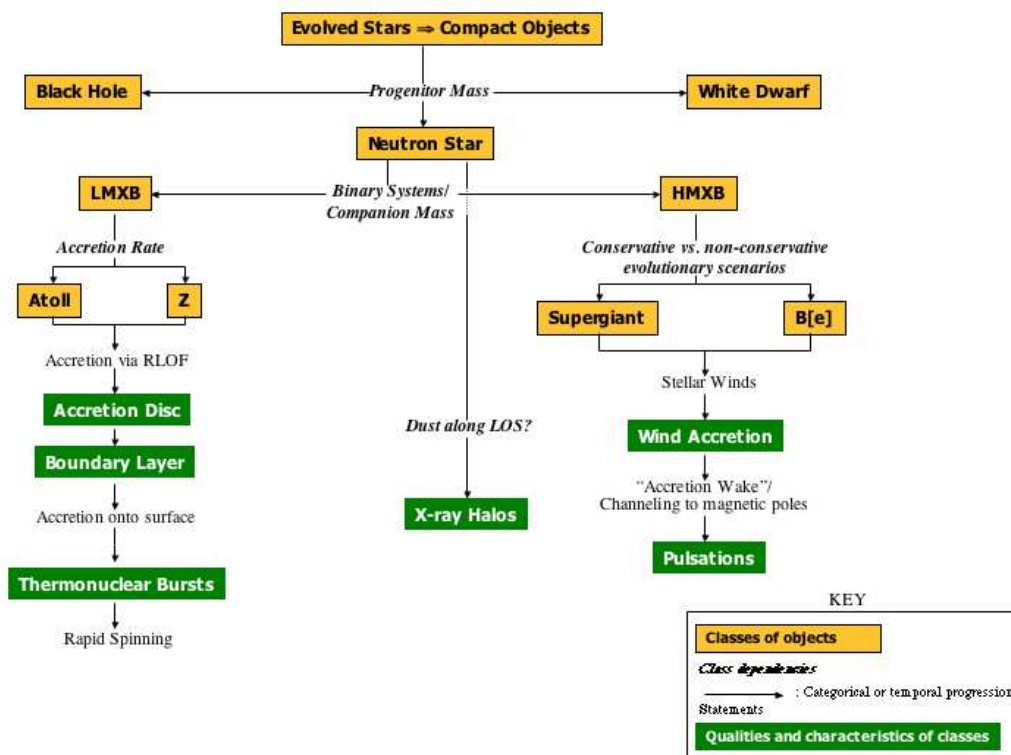 Evolved Stars ⇒ Compact Objects
Black Hole
Progenitor Mass
White Dwarf
Neutron Star
LMXB
Binary Systems/
Companion Mass
HMXB
Accretion Rate
Conservative vs. non-conservative
evolutionary scenarios
Atoll
Z
Supergiant
B[e]
Accretion via RLOF
Stellar Winds
Accretion Disc
Dust along LOS?
Wind Accretion
Boundary Layer
“Accretion Wake”/
Channeling to magnetic poles
Accretion onto surface
X-ray Halos
Pulsations
Thermonuclear Bursts
Rapid Spinning
KEY
Classes of objects
Class dependencies
: Categorical or temporal progression
Statements
Qualities and characteristics of classes